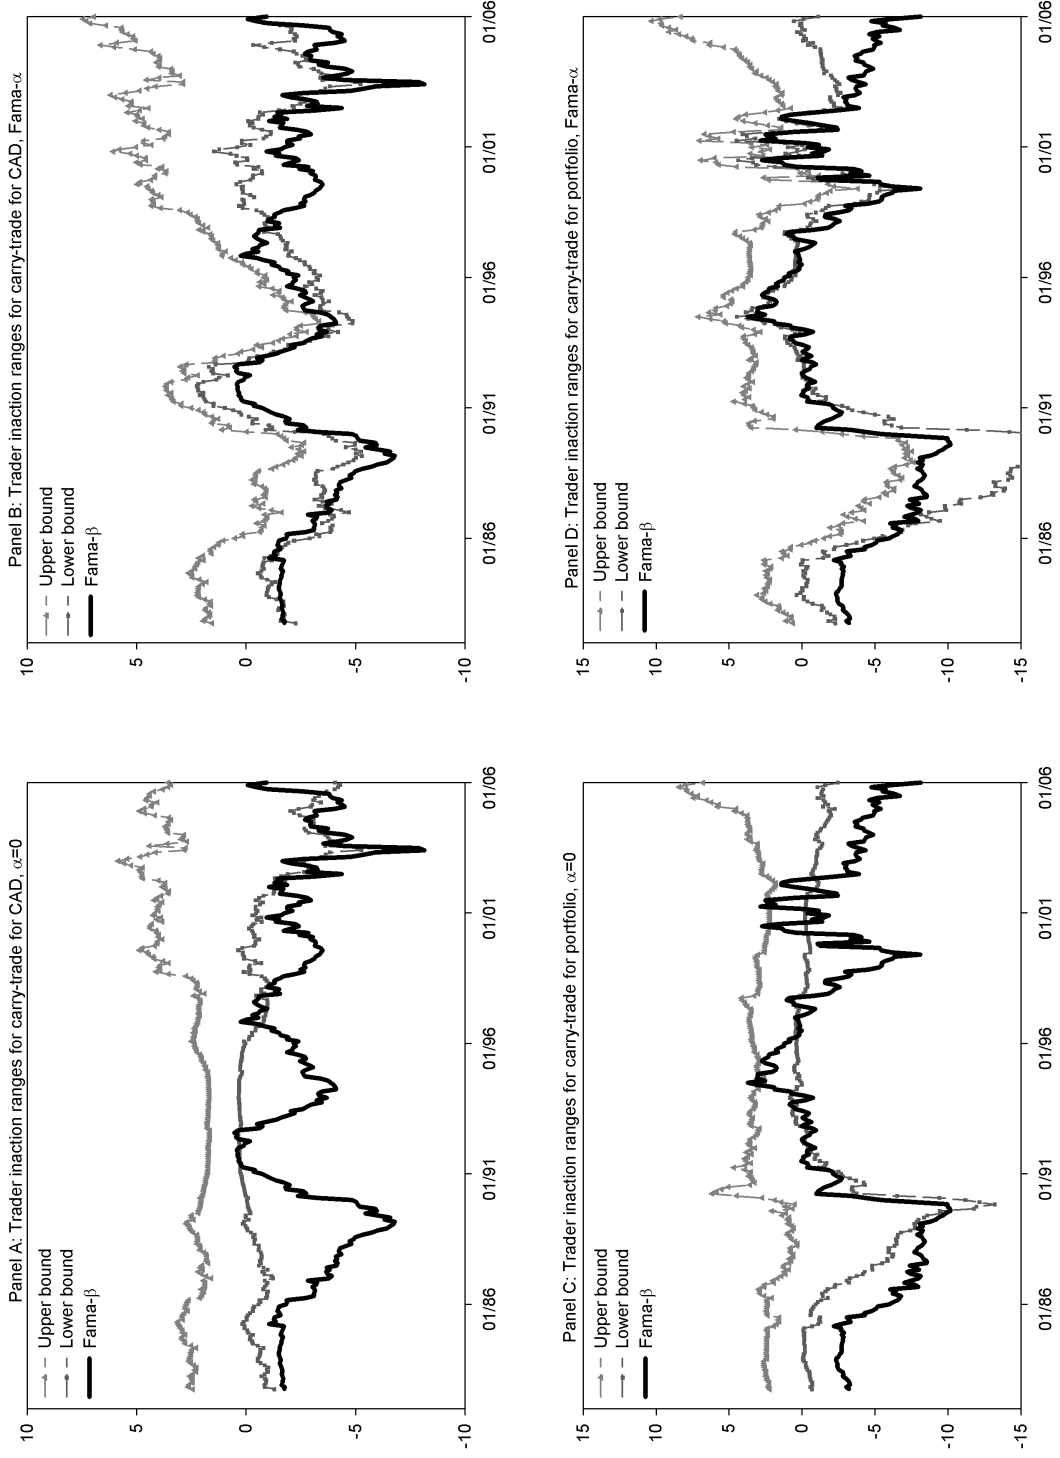 Panel A: Trader inaction ranges for carry-trade for CAD, α=0
Upper bound
Lower bound
Fama-β
10
5
0
-5
-10
01/86
01/91
01/96
01/01
01/06
Panel B: Trader inaction ranges for carry-trade for CAD, Fama-α
Upper bound
Lower bound
Fama-β
10
5
0
-5
-10
01/86
01/91
01/96
01/01
01/06
Panel C: Trader inaction ranges for carry-trade for portfolio, α=0
Upper bound
Lower bound
Fama-β
15
10
5
0
-5
-10
-15
01/86
01/91
01/96
01/01
01/06
Panel D: Trader inaction ranges for carry-trade for portfolio, Fama-α
Upper bound
Lower bound
Fama-β
15
10
5
0
-5
-10
-15
01/86
01/91
01/96
01/01
01/06